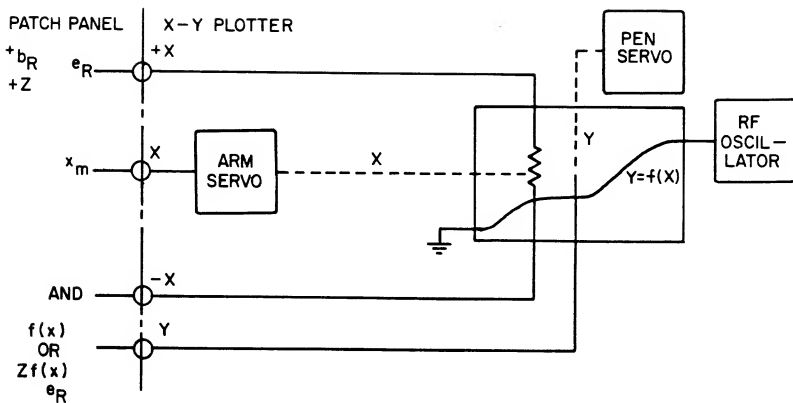 PATCH PANEL
X-Y PLOTTER
+bR
eR
+Z
+X
PEN
SERVO
RF
OSCIL-
LATOR
xm
X
ARM
SERVO
X
Y
Y=f(X)
AND
-X
f(x)
OR
Zf(x)
eR
Y